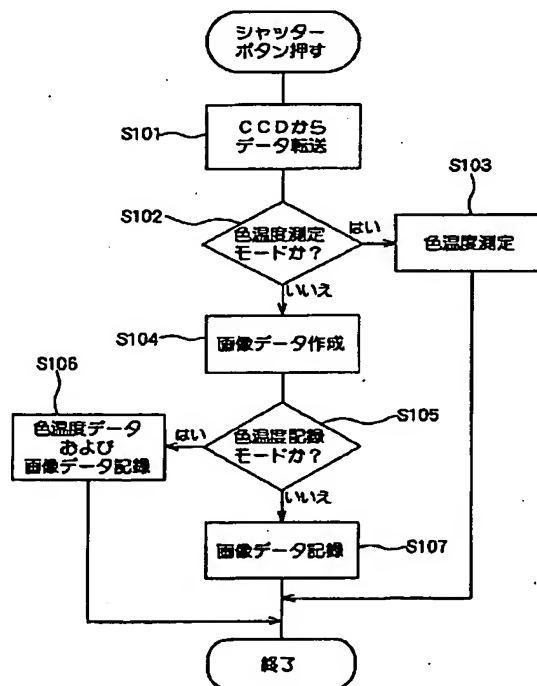 シャッター
ボタン押す
S101
CCDから
データ転送
S102
色温度測定
モードか?
はい
S103
色温度測定
いいえ
S104
画像データ作成
S105
色温度記録
モードか?
はい
S106
色温度データ
および
画像データ記録
いいえ
画像データ記録
S107
終了